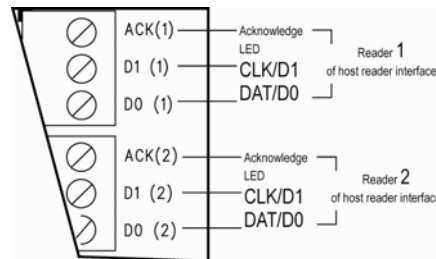 ACK(1) Acknowledge
LED
D1 (1) CLK/D1
D0 (1) DAT/D0
Reader 1
of host reader interface
ACK(2) Acknowledge
LED
D1 (2) CLK/D1
D0 (2) DAT/D0
Reader 2
of host reader interface